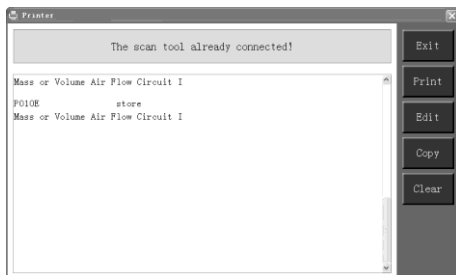 Printer
The scan tool already connected!
Exit
Mass or Volume Air Flow Circuit I
Print
P010E store
Mass or Volume Air Flow Circuit I
Edit
Copy
Clear